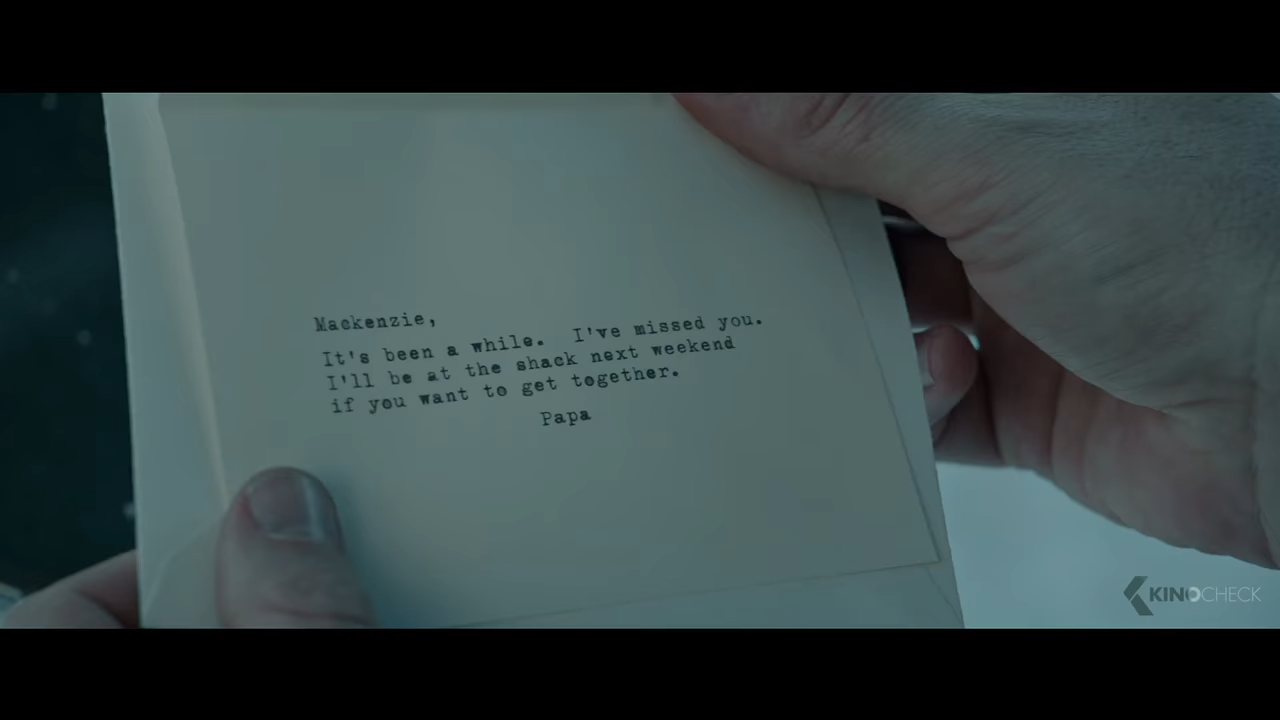 Mackenzie,
It's been a while.  I've missed you.
I'll be at the shack next weekend
if you want to get together.
Papa
KINOCHECK